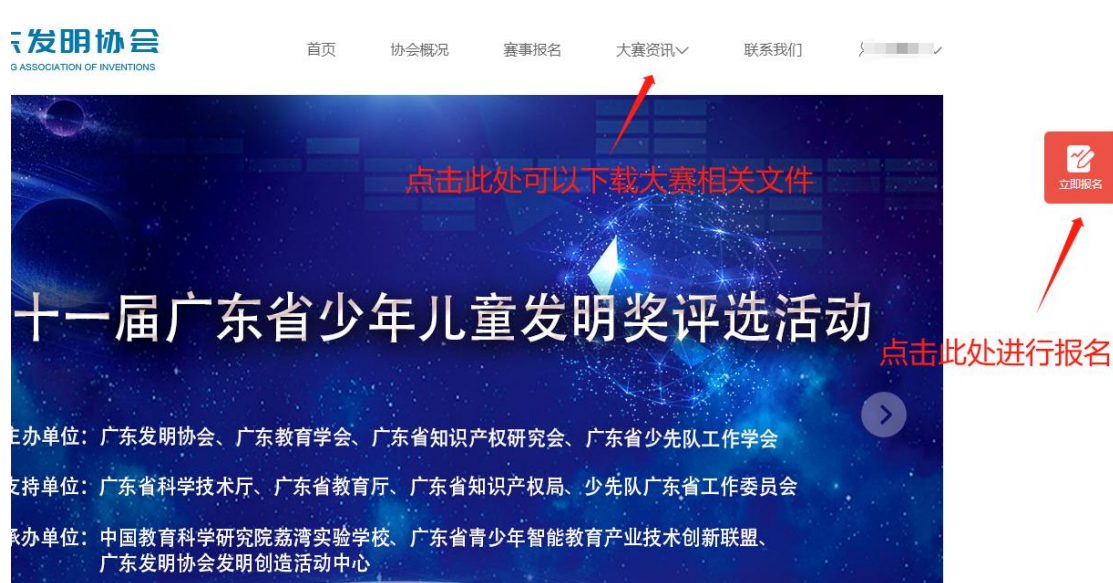 发明协会
G ASSOCIATION OF INVENTIONS
首页 协会概况 赛事报名 大赛资讯 联系我们
点击此处可以下载大赛相关文件
立即报名
十一届广东省少年儿童发明奖评选活动
点击此处进行报名
主办单位：广东发明协会、广东教育学会、广东省知识产权研究会、广东省少先队工作学会
支持单位：广东省科学技术厅、广东省教育厅、广东省知识产权局、少先队广东省工作委员会
承办单位：中国教育科学研究院荔湾实验学校、广东省青少年智能教育产业技术创新联盟、
广东发明协会发明创造活动中心